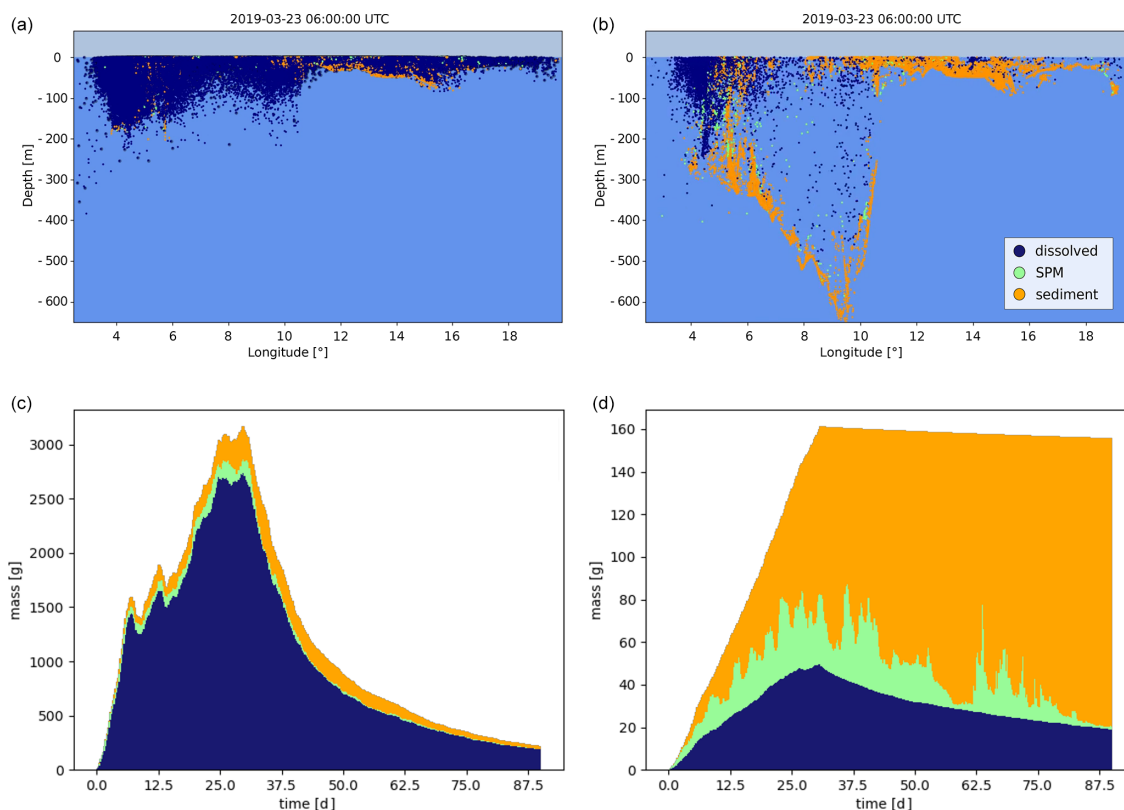 (a)
2019-03-23 06:00:00 UTC
0
- 100
- 200
- 300
- 400
- 500
- 600
Depth [m]
4 6 8 10 12 14 16 18
Longitude [°]
(b)
2019-03-23 06:00:00 UTC
0
- 100
- 200
- 300
- 400
- 500
- 600
Depth [m]
dissolved
SPM
sediment
4 6 8 10 12 14 16 18
Longitude [°]
(c)
3000
2500
2000
1500
1000
500
0
mass [g]
0.0 12.5 25.0 37.5 50.0 62.5 75.0 87.5
time [d]
(d)
160
140
120
100
80
60
40
20
0
mass [g]
0.0 12.5 25.0 37.5 50.0 62.5 75.0 87.5
time [d]